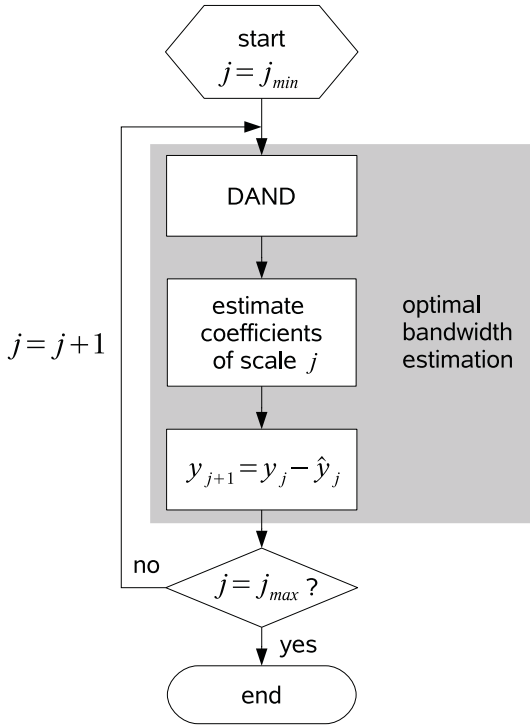 start
j = j_min
DAND
estimate
coefficients
of scale j
optimal
bandwidth
estimation
j = j+1
y_{j+1} = y_j − ŷ_j
no
j = j_max ?
yes
end